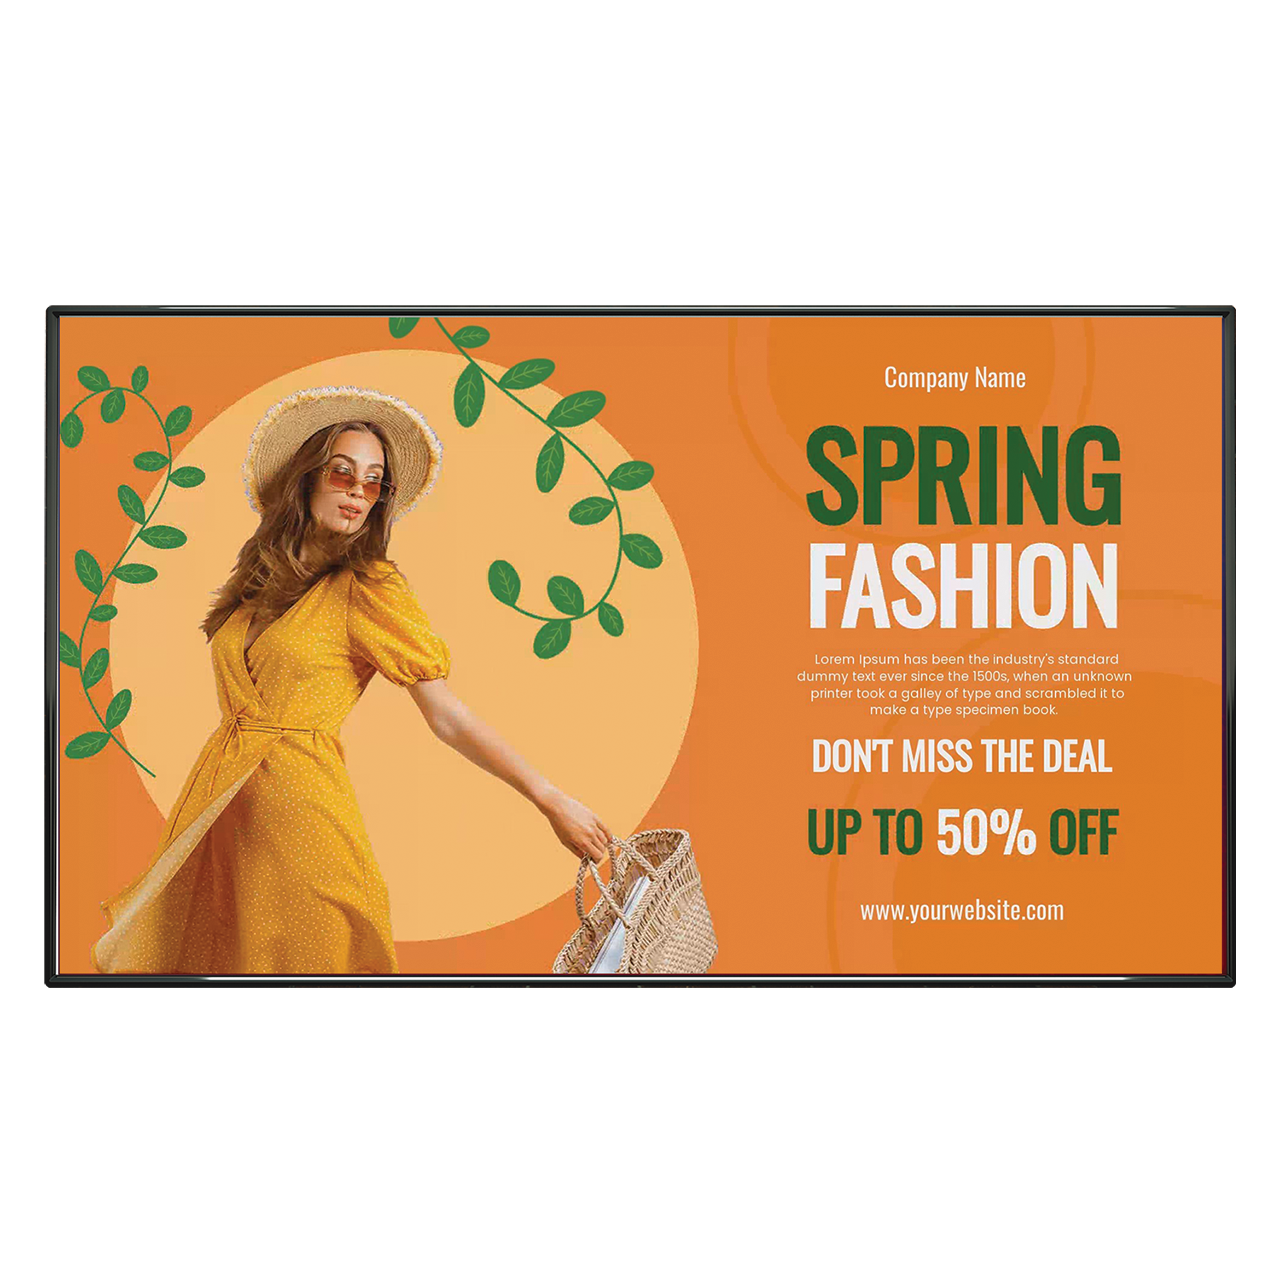 Company Name
SPRING
FASHION
Lorem Ipsum has been the industry's standard
dummy text ever since the 1500s, when an unknown
printer took a galley of type and scrambled it to
make a type specimen book.
DON'T MISS THE DEAL
UP TO 50% OFF
www.yourwebsite.com